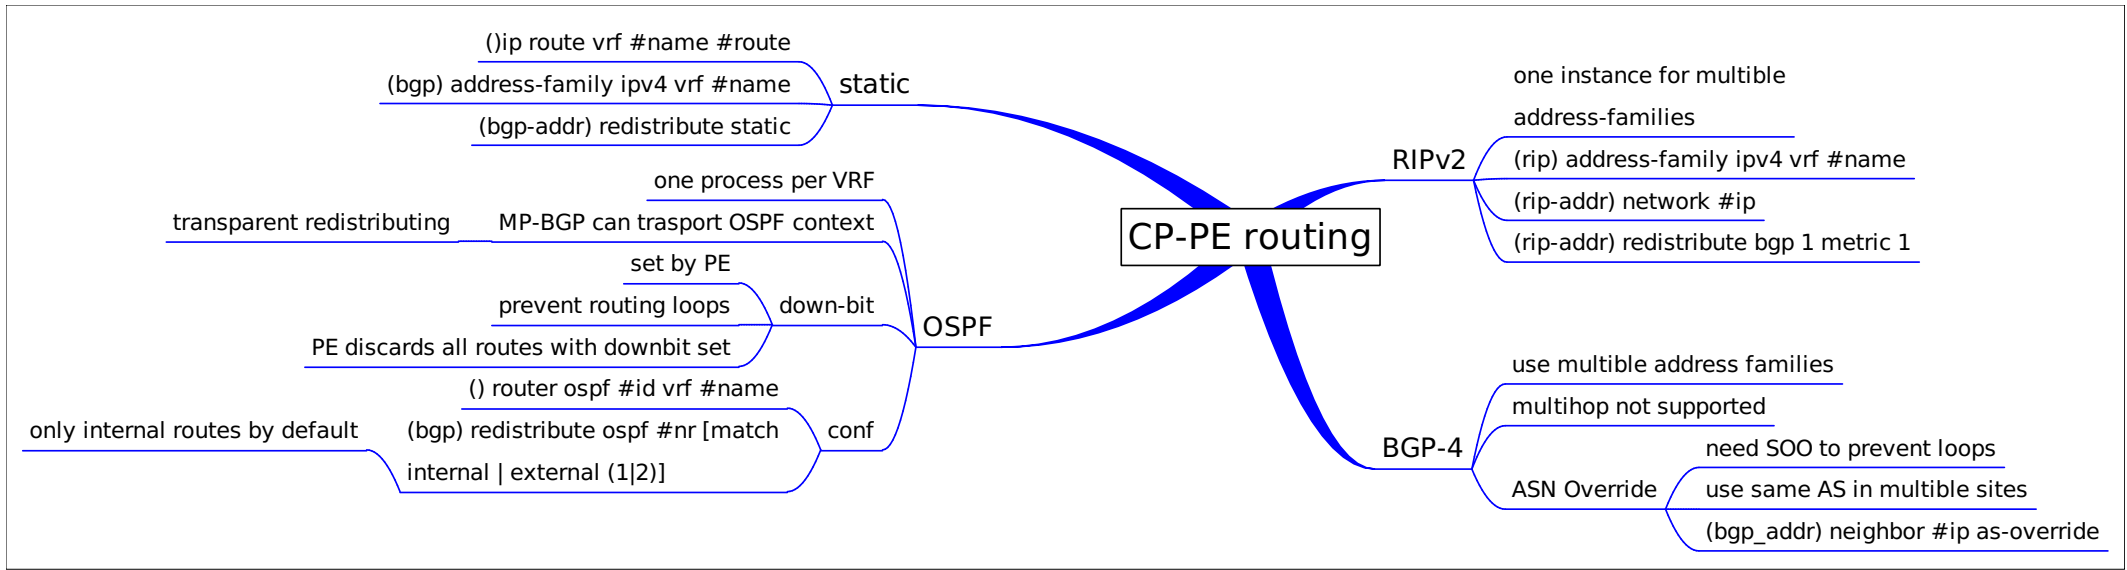 CP-PE routing
static
()ip route vrf #name #route
(bgp) address-family ipv4 vrf #name
(bgp-addr) redistribute static
OSPF
one process per VRF
MP-BGP can trasport OSPF context
transparent redistributing
down-bit
set by PE
prevent routing loops
PE discards all routes with downbit set
conf
() router ospf #id vrf #name
(bgp) redistribute ospf #nr [match
internal | external (1|2)]
only internal routes by default
RIPv2
one instance for multible
address-families
(rip) address-family ipv4 vrf #name
(rip-addr) network #ip
(rip-addr) redistribute bgp 1 metric 1
BGP-4
use multible address families
multihop not supported
ASN Override
need SOO to prevent loops
use same AS in multible sites
(bgp_addr) neighbor #ip as-override